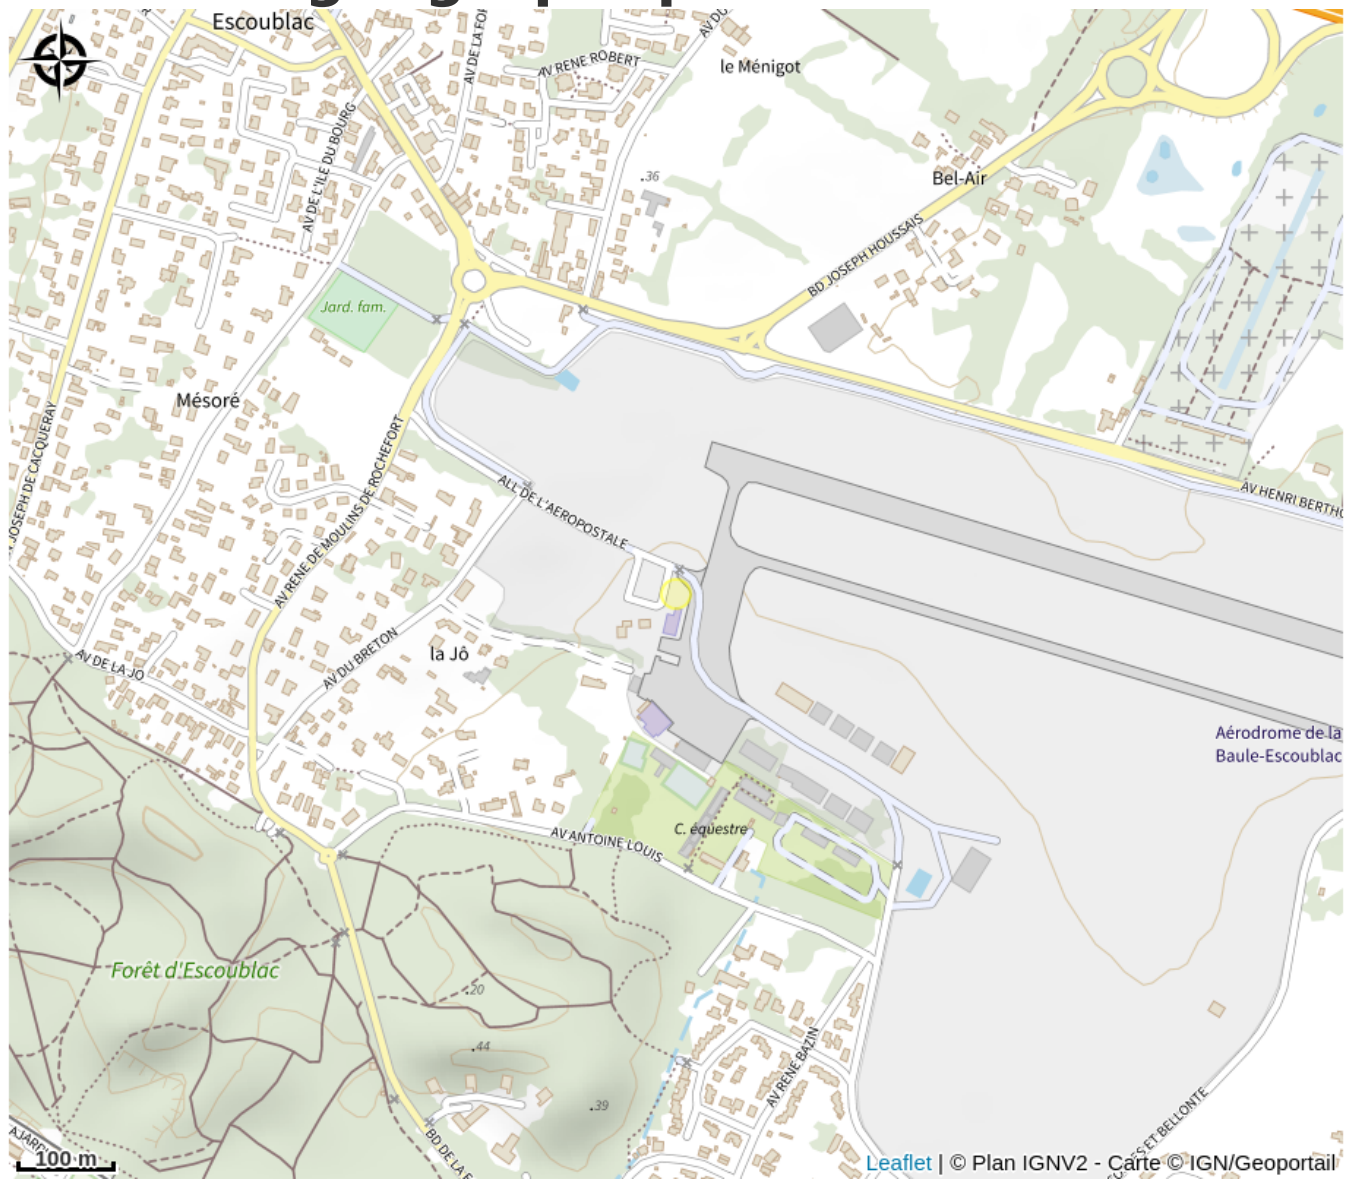 Escoublac
AV DE LA FOR
AV DU
AV RENE ROBERT
le Ménigot
AV DE L'ILE DU BOURG
36
Bel-Air
BD JOSEPH HOUSSAIS
Jard. fam.
Mésoré
JOSEPH DE CACQUERAY
AV RENE DE MOULINS DE ROCHEFORT
ALL DE L'AEROPOSTALE
AV HENRI BERTHO
AV DE LA JO
AV DU BRETON
la Jô
Aérodrome de la
Baule-Escoublac
C. équestre
AV ANTOINE LOUIS
Forêt d'Escoublac
20
44
39
AV RENE BAZIN
ET BELLONTE
BD DE LA
100 m
Leaflet | © Plan IGNV2 - Carte © IGN/Geoportail